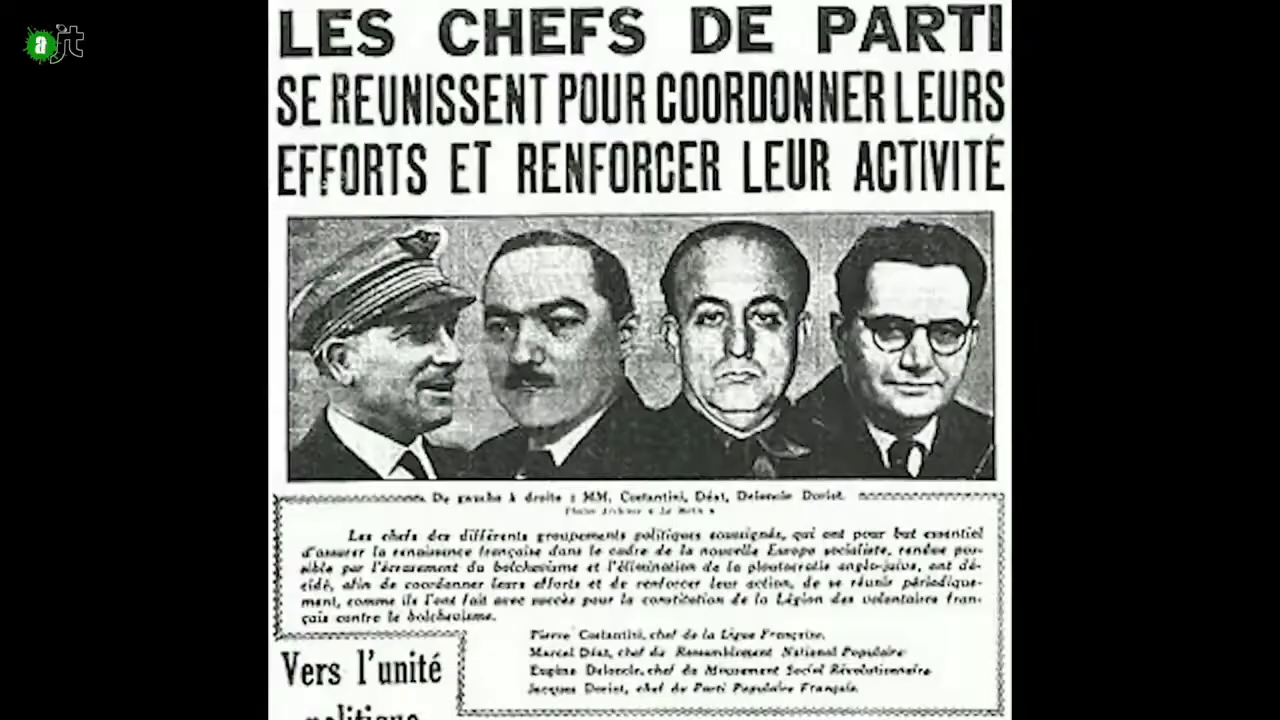 ajt
LES CHEFS DE PARTI
SE REUNISSENT POUR COORDONNER LEURS
EFFORTS ET RENFORCER LEUR ACTIVITÉ
De gauche à droite : MM. Costantini, Déat, Deloncle Doriot.
Photos Archives « Le Matin »
Les chefs des différents groupements politiques soussignés, qui ont pour but essentiel
d'assurer la renaissance française dans le cadre de la nouvelle Europe socialiste, rendue pos-
sible par l'écrasement du bolchevisme et l'élimination de la ploutocratie anglo-juive, ont dé-
cidé, afin de coordonner leurs efforts et de renforcer leur action, de se réunir périodique-
ment, comme ils l'ont fait avec succès pour la constitution de la Légion des volontaires fran-
çais contre le bolchevisme.
Pierre Costantini, chef de la Ligue Française.
Marcel Déat, chef du Rassemblement National Populaire
Eugène Deloncle, chef du Mouvement Social Révolutionnaire
Jacques Doriot, chef du Parti Populaire Français.
Vers l'unité
politique